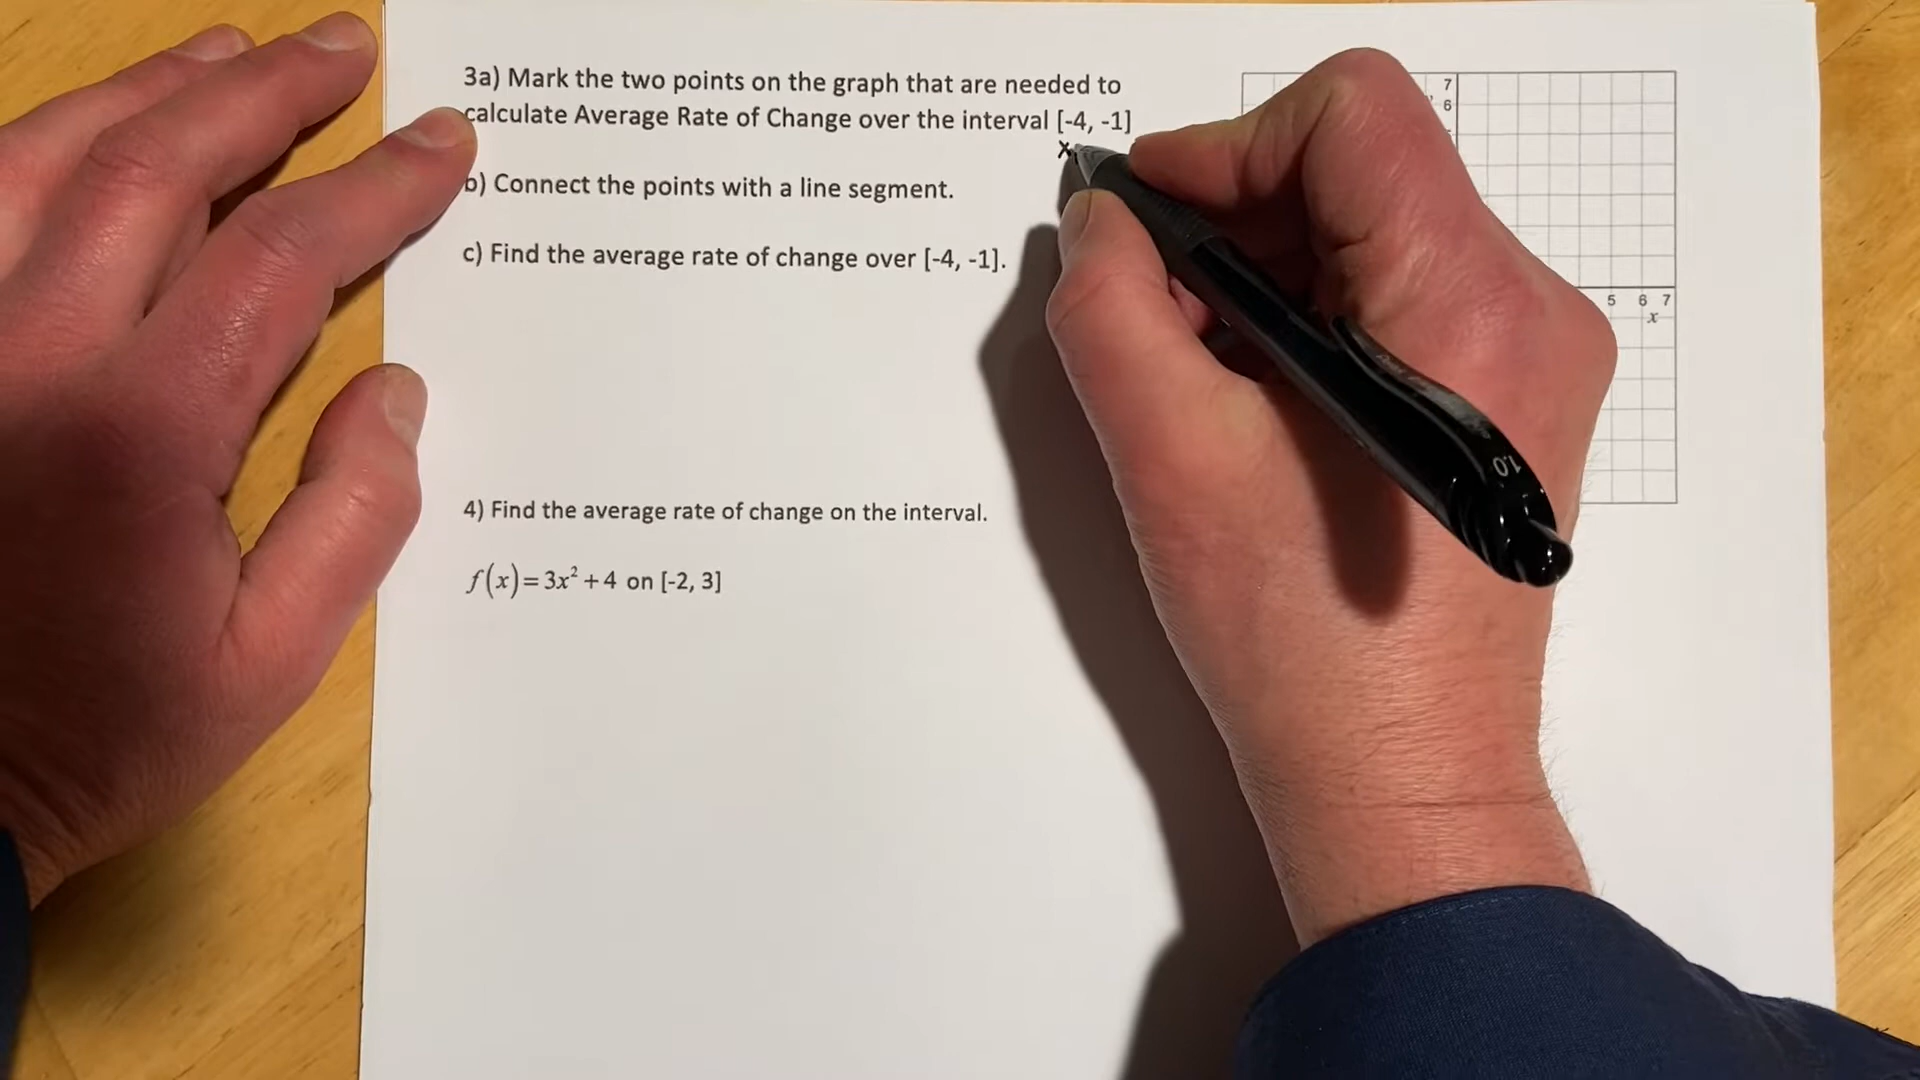 3a) Mark the two points on the graph that are needed to
calculate Average Rate of Change over the interval [-4, -1]
x
b) Connect the points with a line segment.
c) Find the average rate of change over [-4, -1].
7
6
5 6 7
x
1.0
4) Find the average rate of change on the interval.
f(x)=3x²+4 on [-2, 3]